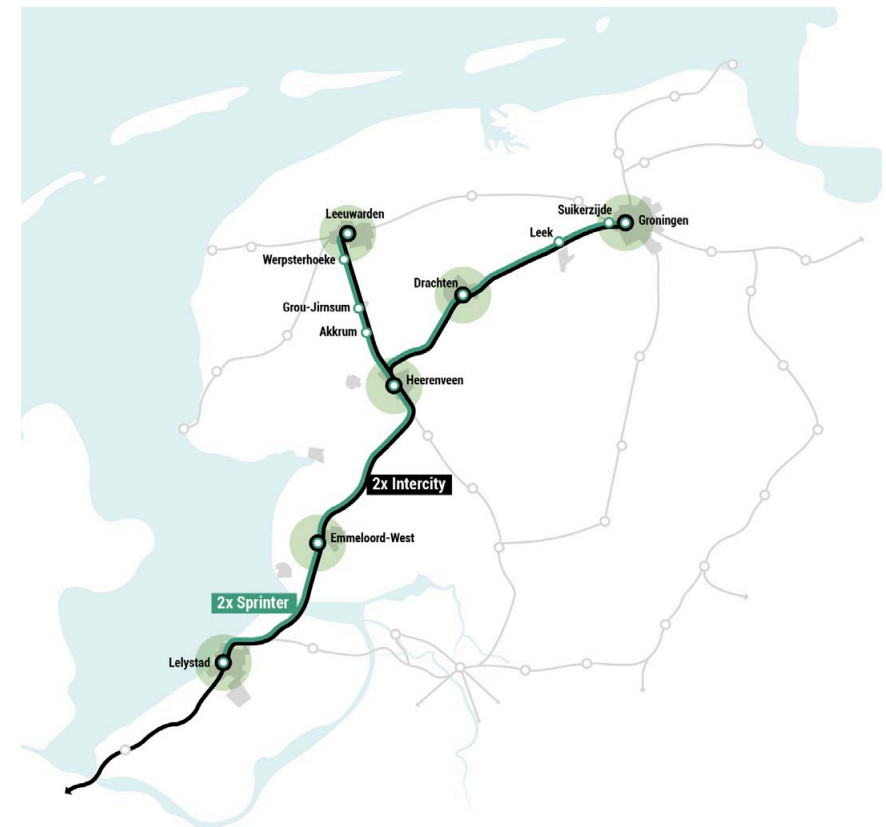 Leeuwarden
Suikerzijde
Groningen
Leek
Werpsterhoeke
Drachten
Grou-Jirnsum
Akkrum
Heerenveen
2x Intercity
Emmeloord-West
2x Sprinter
Lelystad